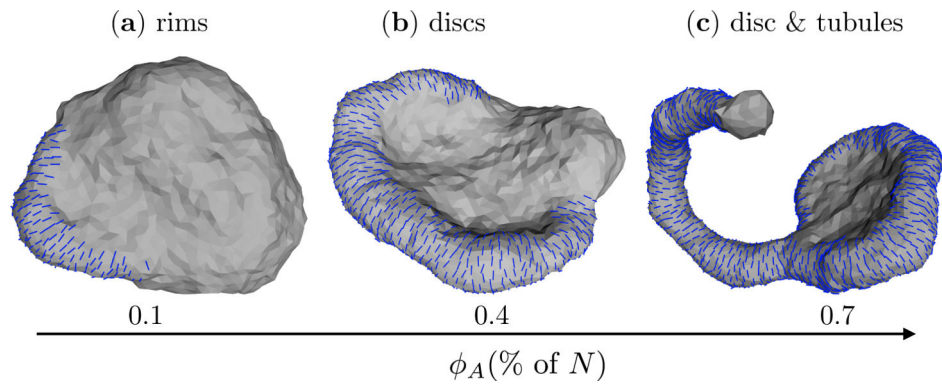 (a) rims
(b) discs
(c) disc & tubules
0.1
0.4
0.7
ϕ_A(% of N)